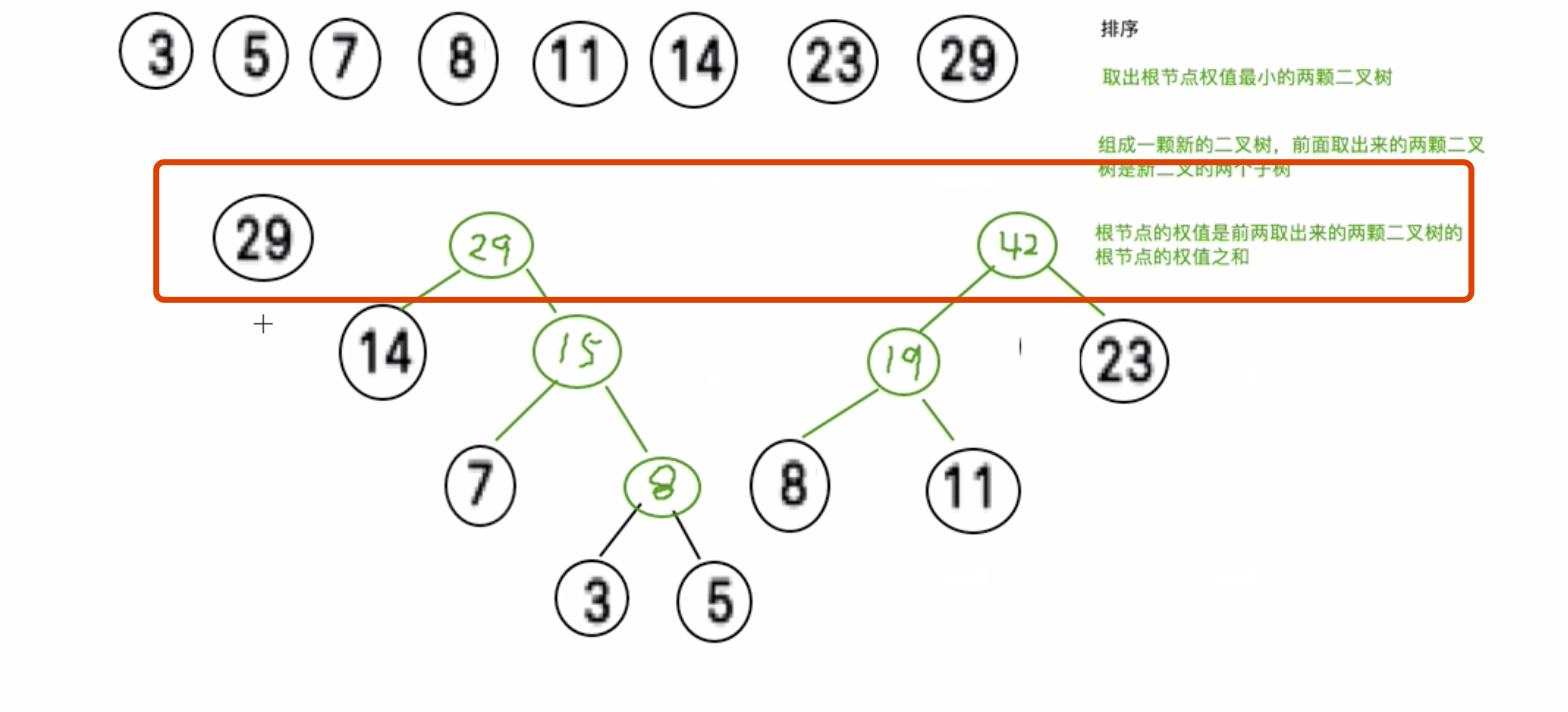 3 5 7 8 11 14 23 29
排序
取出根节点权值最小的两颗二叉树
组成一颗新的二叉树，前面取出来的两颗二叉
树是新二叉的两个子树
根节点的权值是前两取出来的两颗二叉树的
根节点的权值之和
29 29 42
14 15 19 23
7 8 8 11
3 5